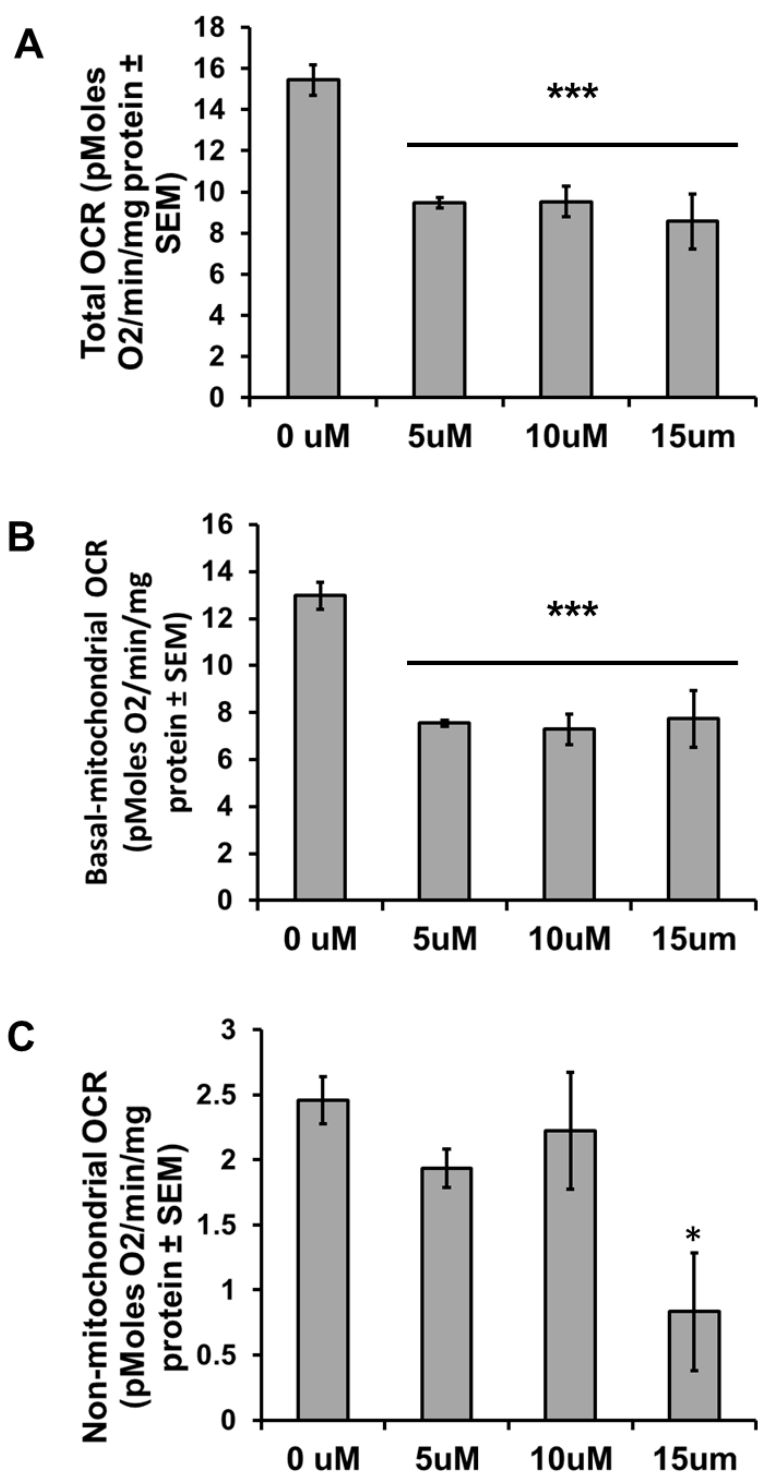 A
Total OCR (pMoles
O2/min/mg protein ±
SEM)
18
16
14
12
10
8
6
4
2
0
***
0 uM 5uM 10uM 15um
B
Basal-mitochondrial OCR
(pMoles O2/min/mg
protein ± SEM)
16
14
12
10
8
6
4
2
0
***
0 uM 5uM 10uM 15um
C
Non-mitochondrial OCR
(pMoles O2/min/mg
protein ± SEM)
3
2.5
2
1.5
1
0.5
0
*
0 uM 5uM 10uM 15um